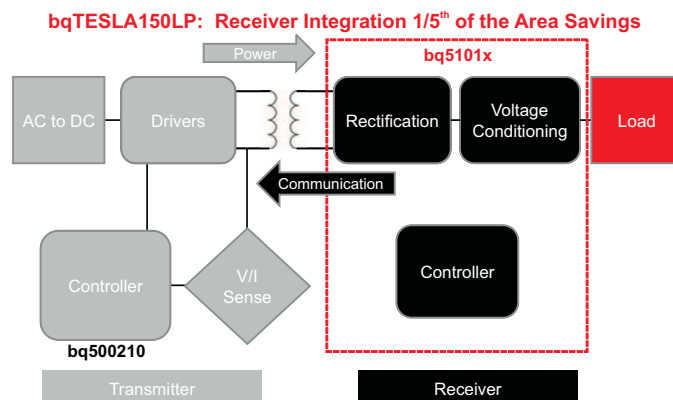 bqTESLA150LP: Receiver Integration 1/5th of the Area Savings
Power
bq5101x
AC to DC
Drivers
Rectification
Voltage
Conditioning
Load
Communication
Controller
V/I
Sense
Controller
bq500210
Transmitter
Receiver